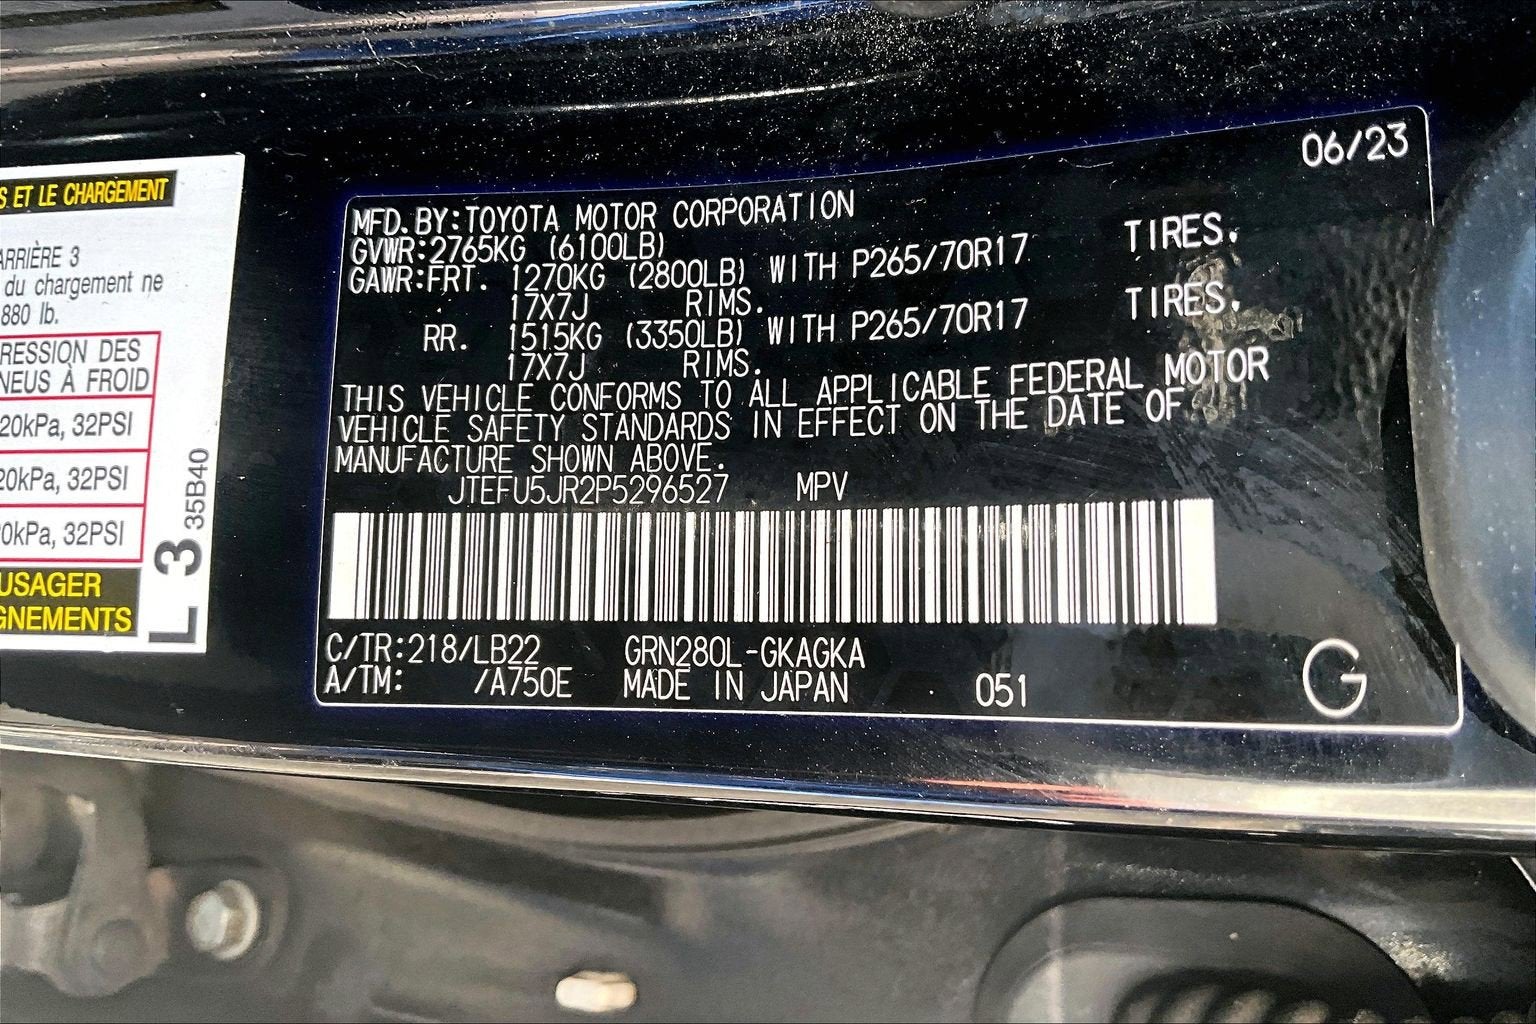 S ET LE CHARGEMENT
ARRIÈRE 3
du chargement ne
880 lb.
RESSION DES
NEUS À FROID
20kPa, 32PSI
20kPa, 32PSI
20kPa, 32PSI
USAGER
GNEMENTS
L 3 35B40
06/23
MFD.BY:TOYOTA MOTOR CORPORATION
GVWR:2765KG (6100LB)
GAWR:FRT. 1270KG (2800LB) WITH P265/70R17 TIRES,
17X7J RIMS.
RR. 1515KG (3350LB) WITH P265/70R17 TIRES,
17X7J RIMS.
THIS VEHICLE CONFORMS TO ALL APPLICABLE FEDERAL MOTOR
VEHICLE SAFETY STANDARDS IN EFFECT ON THE DATE OF
MANUFACTURE SHOWN ABOVE.
JTEFU5JR2P5296527 MPV
C/TR:218/LB22 GRN280L-GKAGKA
A/TM: /A750E MADE IN JAPAN 051 G